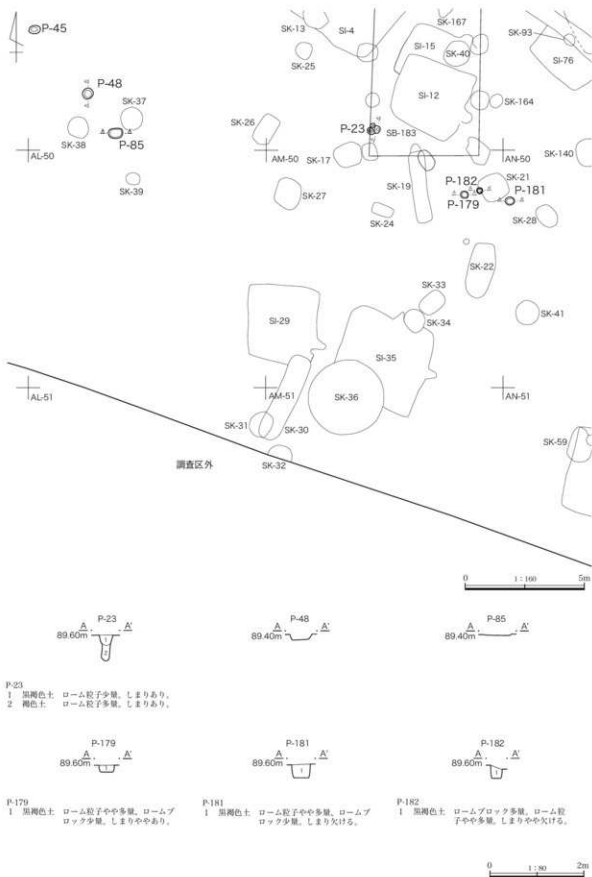 P-45
SK-13
SI-4
SK-167
SI-15
SK-40
SK-93
SI-76
SK-25
P-48
SK-37
SI-12
SK-164
SK-38
P-85
SK-26
P-23
SB-183
AL-50
AM-50
SK-17
AN-50
SK-140
SK-39
SK-27
SK-24
SK-19
P-182
SK-21
P-181
P-179
SK-28
SK-22
SK-33
SI-29
SK-34
SK-41
SI-35
AL-51
AM-51
SK-36
AN-51
SK-31
SK-30
SK-32
SK-59
調査区外
0 1:160 5m
P-23
A A'
89.60m
1
2
P-48
A A'
89.40m
P-85
A A'
89.40m
P-23
1 黒褐色土 ローム粒子少量。しまりあり。
2 褐色土 ローム粒子多量。しまりあり。
P-179
A A'
89.60m
1
P-181
A A'
89.60m
1
P-182
A A'
89.60m
1
P-179
1 黒褐色土 ローム粒子やや多量。ロームブ
ロック少量。しまりややあり。
P-181
1 黒褐色土 ローム粒子やや多量。ロームブ
ロック少量。しまり欠ける。
P-182
1 黒褐色土 ロームブロック多量。ローム粒
子やや多量。しまりやや欠ける。
0 1:80 2m